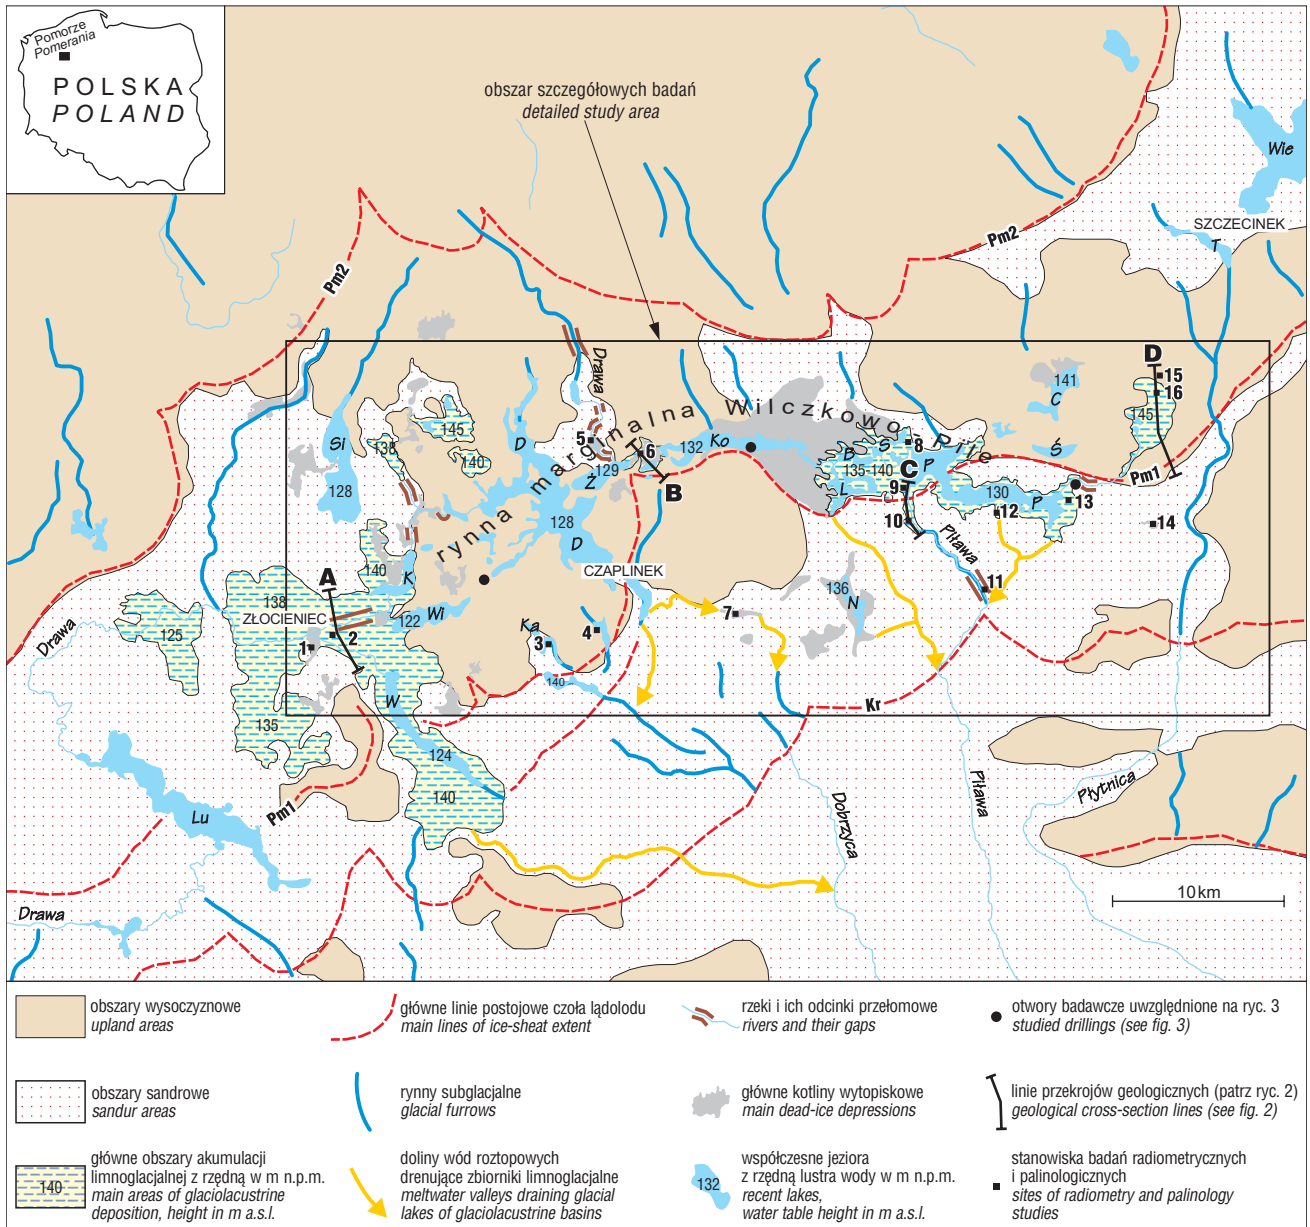 Pomorze
Pomerania
POLSKA
POLAND
obszar szczegółowych badań
detailed study area
Wie
SZCZECINEK
T
Pm2
Pm2
Drawa
D
15
16
145
141
C
Ś
Pm1
rynna marginalna Wilczkowo Piłe
Si
128
138
145
140
D
5
6
132
Ko
129
Ż
B
B
Ś
8
135-140
P
C
L
9
10
130
P
12
13
14
128
D
CZAPLINEK
Piława
11
140
K
A
138
ZŁOCIENIEC
122
Wi
1
2
125
Drawa
Ka
3
4
7
136
N
140
W
135
124
140
Kr
Pm1
Lu
Dobrzyca
Piława
Płytnica
Drawa
10 km
obszary wysoczyznowe
upland areas
główne linie postojowe czoła lądolodu
main lines of ice-sheat extent
rzeki i ich odcinki przełomowe
rivers and their gaps
otwory badawcze uwzględnione na ryc. 3
studied drillings (see fig. 3)
obszary sandrowe
sandur areas
rynny subglacjalne
glacial furrows
główne kotliny wytopiskowe
main dead-ice depressions
linie przekrojów geologicznych (patrz ryc. 2)
geological cross-section lines (see fig. 2)
140
główne obszary akumulacji
limnoglacjalnej z rzędną w m n.p.m.
main areas of glaciolacustrine
deposition, height in m a.s.l.
doliny wód roztopowych
drenujące zbiorniki limnoglacjalne
meltwater valleys draining glacial
lakes of glaciolacustrine basins
132
współczesne jeziora
z rzędną lustra wody w m n.p.m.
recent lakes,
water table height in m a.s.l.
stanowiska badań radiometrycznych
i palinologicznych
sites of radiometry and palinology
studies